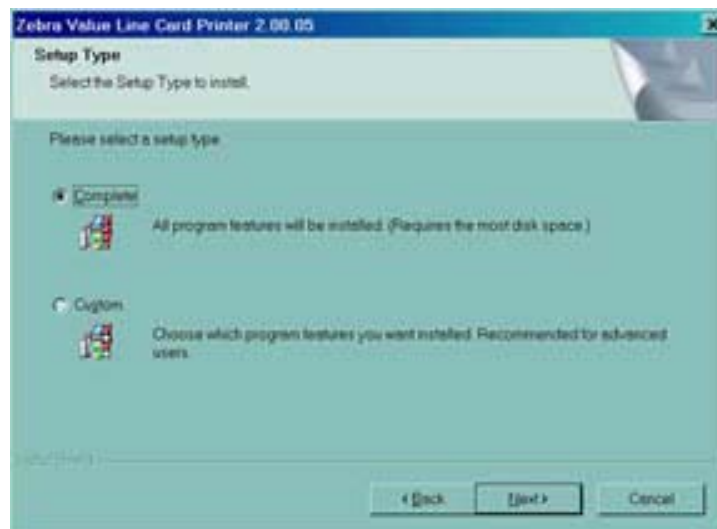 Zebra Value Line Card Printer 2.00.05
Setup Type
Select the Setup Type to install.
Please select a setup type.
Complete
All program features will be installed. (Requires the most disk space.)
Custom
Choose which program features you want installed. Recommended for advanced
users.
< Back
Next >
Cancel